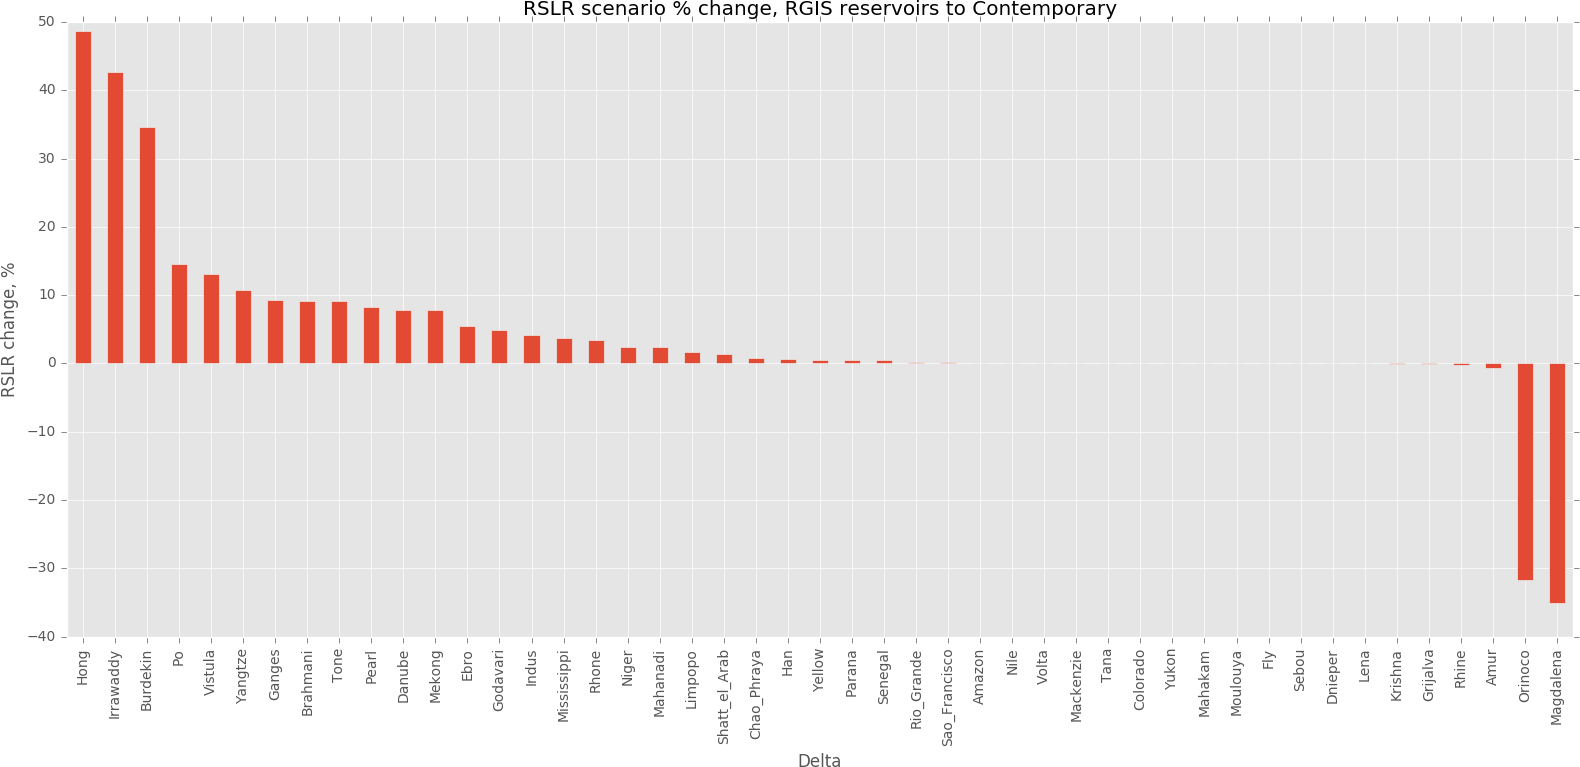 RSLR scenario % change, RGIS reservoirs to Contemporary
RSLR change, %
50
40
30
20
10
0
−10
−20
−30
−40
Hong
Irrawaddy
Burdekin
Po
Vistula
Yangtze
Ganges
Brahmani
Tone
Pearl
Danube
Mekong
Ebro
Godavari
Indus
Mississippi
Rhone
Niger
Mahanadi
Limpopo
Shatt_el_Arab
Chao_Phraya
Han
Yellow
Parana
Senegal
Rio_Grande
Sao_Francisco
Amazon
Nile
Volta
Mackenzie
Tana
Colorado
Yukon
Mahakam
Moulouya
Fly
Sebou
Dnieper
Lena
Krishna
Grijalva
Rhine
Amur
Orinoco
Magdalena
Delta